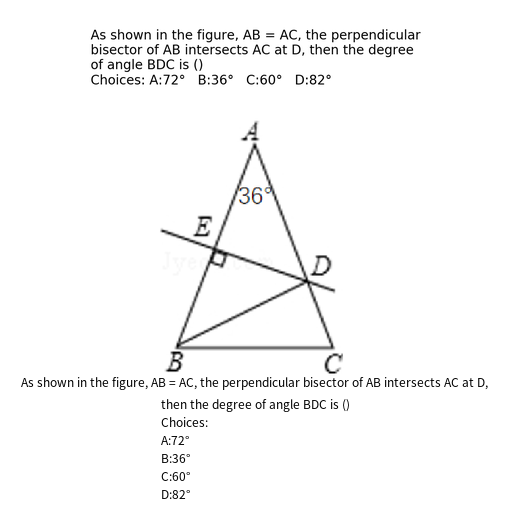 As shown in the figure, AB = AC, the perpendicular
bisector of AB intersects AC at D, then the degree
of angle BDC is ()
Choices: A:72° B:36° C:60° D:82°
A
36°
E
D
B
C
As shown in the figure, AB = AC, the perpendicular bisector of AB intersects AC at D,
then the degree of angle BDC is ()
Choices:
A:72°
B:36°
C:60°
D:82°